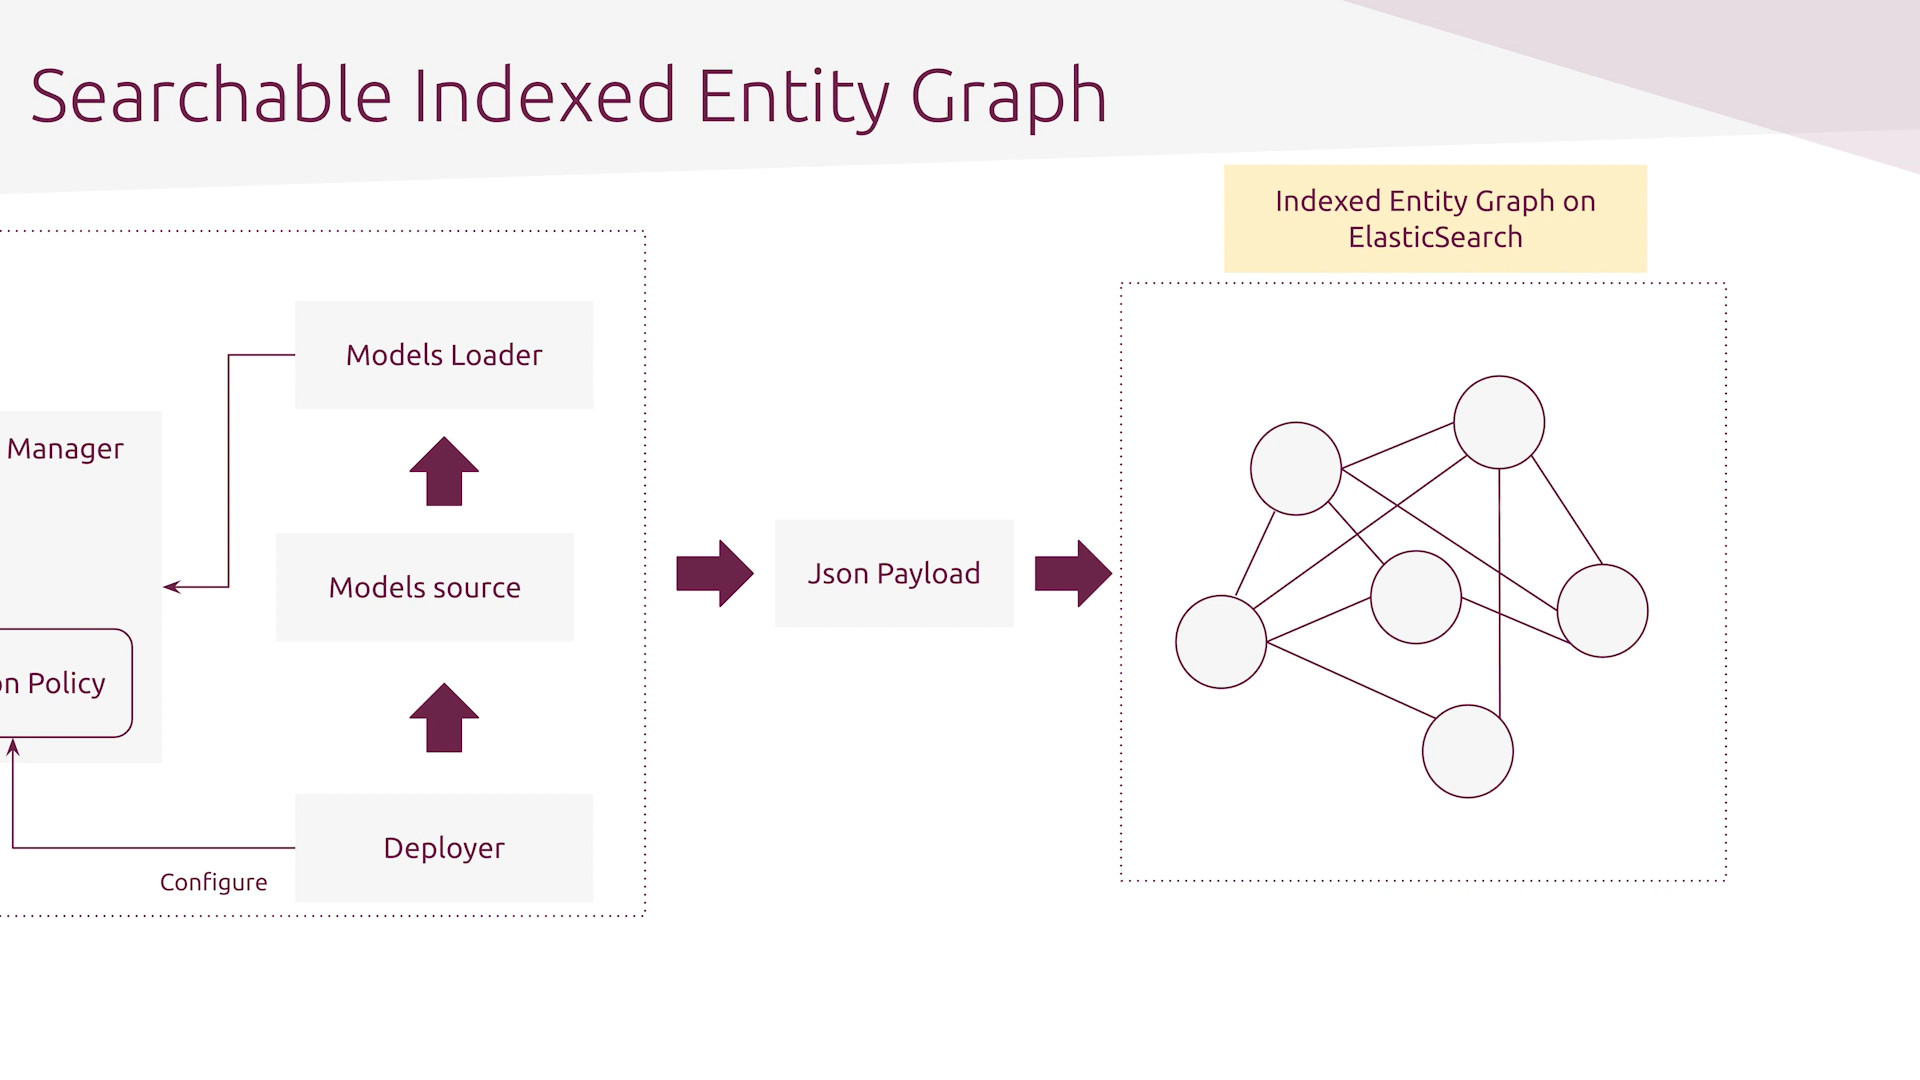 Searchable Indexed Entity Graph
Indexed Entity Graph on
ElasticSearch
Models Loader
Manager
Models source
Json Payload
Policy
Deployer
Configure